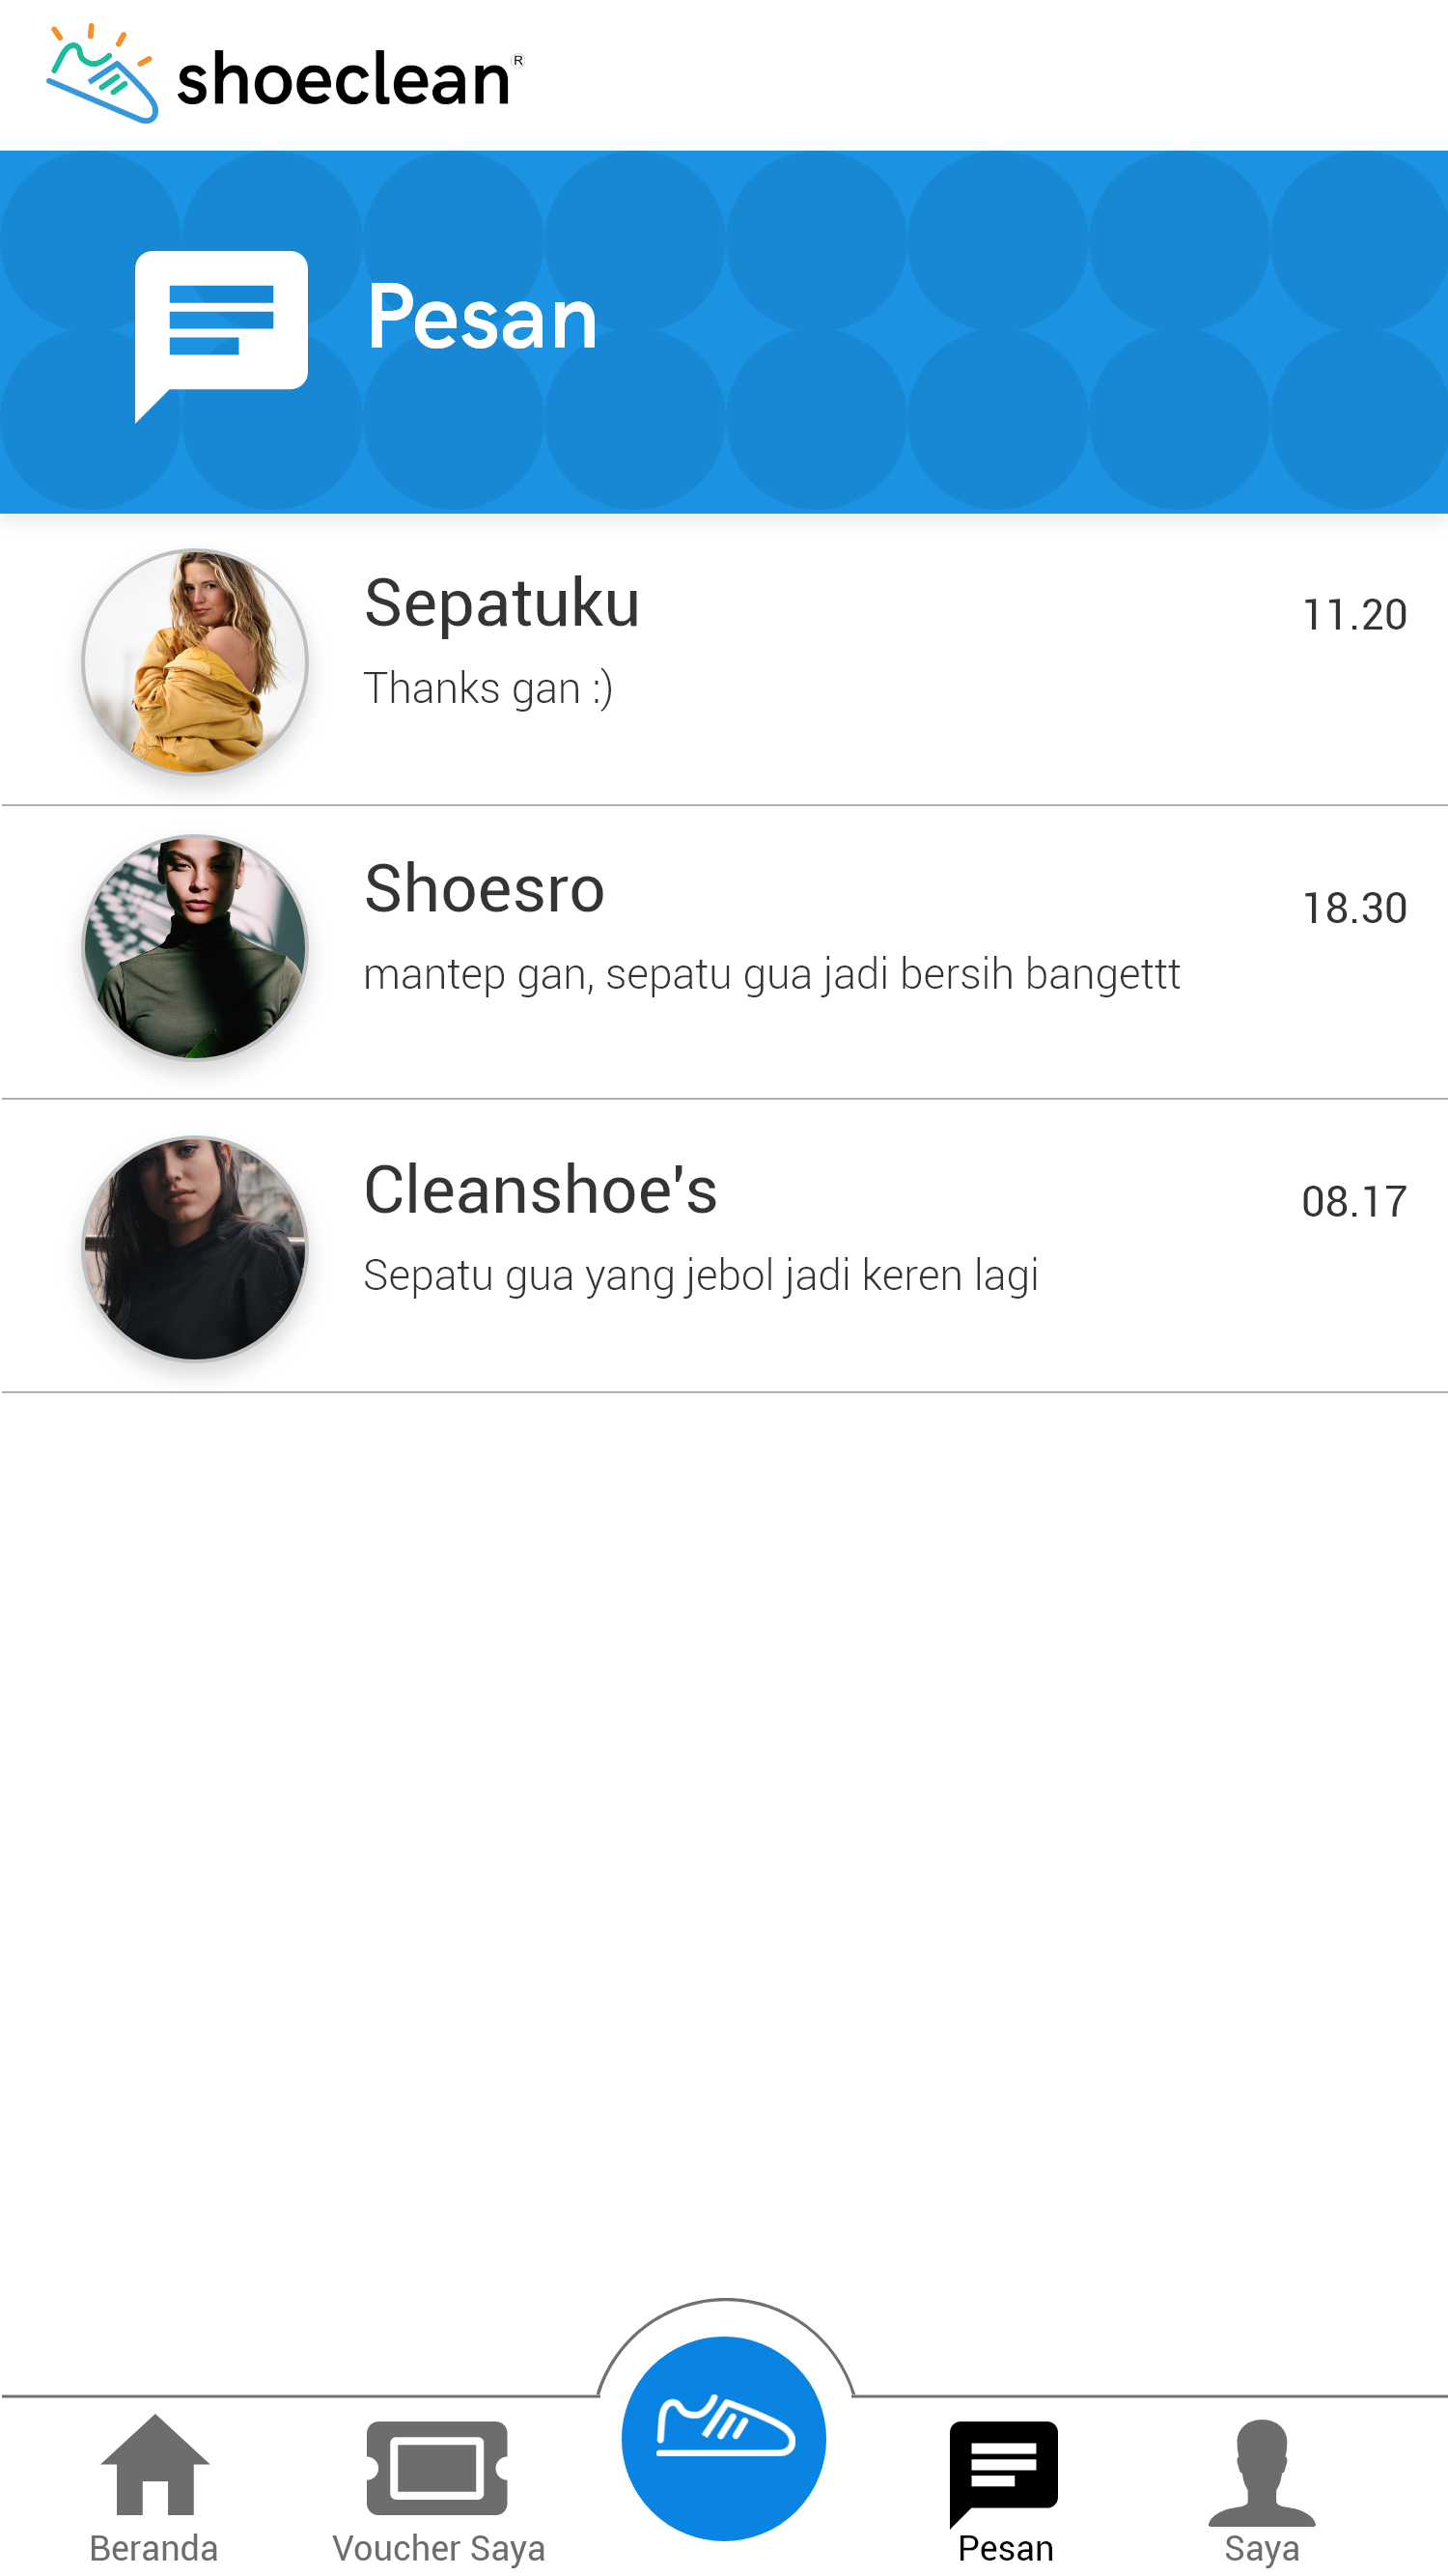 shoeclean®
Pesan
Sepatuku
11.20
Thanks gan :)
Shoesro
18.30
mantep gan, sepatu gua jadi bersih bangettt
Cleanshoe's
08.17
Sepatu gua yang jebol jadi keren lagi
Beranda
Voucher Saya
Pesan
Saya